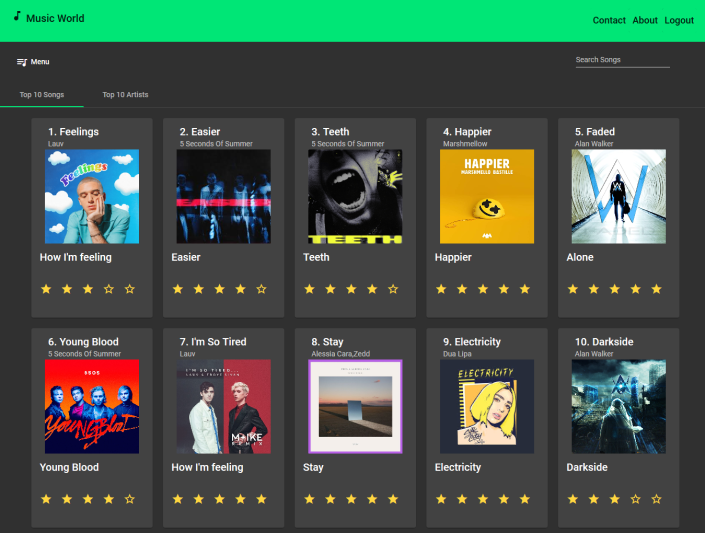 Music World
Contact About Logout
Menu
Search Songs
Top 10 Songs Top 10 Artists
1. Feelings
Lauv
Feelings
How I'm feeling
2. Easier
5 Seconds Of Summer
Easier
3. Teeth
5 Seconds Of Summer
TEETH
Teeth
4. Happier
Marshmellow
HAPPIER
MARSHMELLO BASTILLE
Happier
5. Faded
Alan Walker
Alone
6. Young Blood
5 Seconds Of Summer
5SOS
YOUNGBLOOD
Young Blood
7. I'm So Tired
Lauv
I'M SO TIRED...
LAUV & TROYE SIVAN
REMIX
How I'm feeling
8. Stay
Alessia Cara,Zedd
Stay
9. Electricity
Dua Lipa
ELECTRICITY
Electricity
10. Darkside
Alan Walker
Darkside